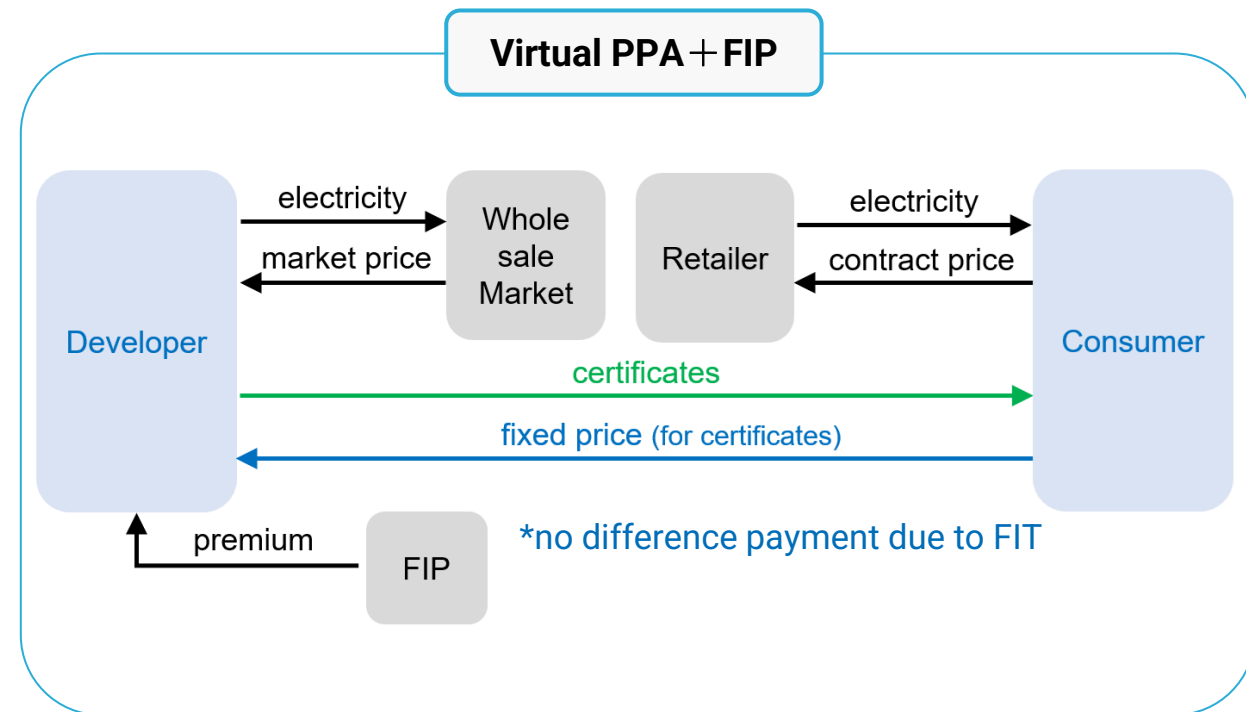 Virtual PPA＋FIP
electricity
market price
Whole
sale
Market
Retailer
electricity
contract price
Developer
Consumer
certificates
fixed price (for certificates)
premium
FIP
*no difference payment due to FIT